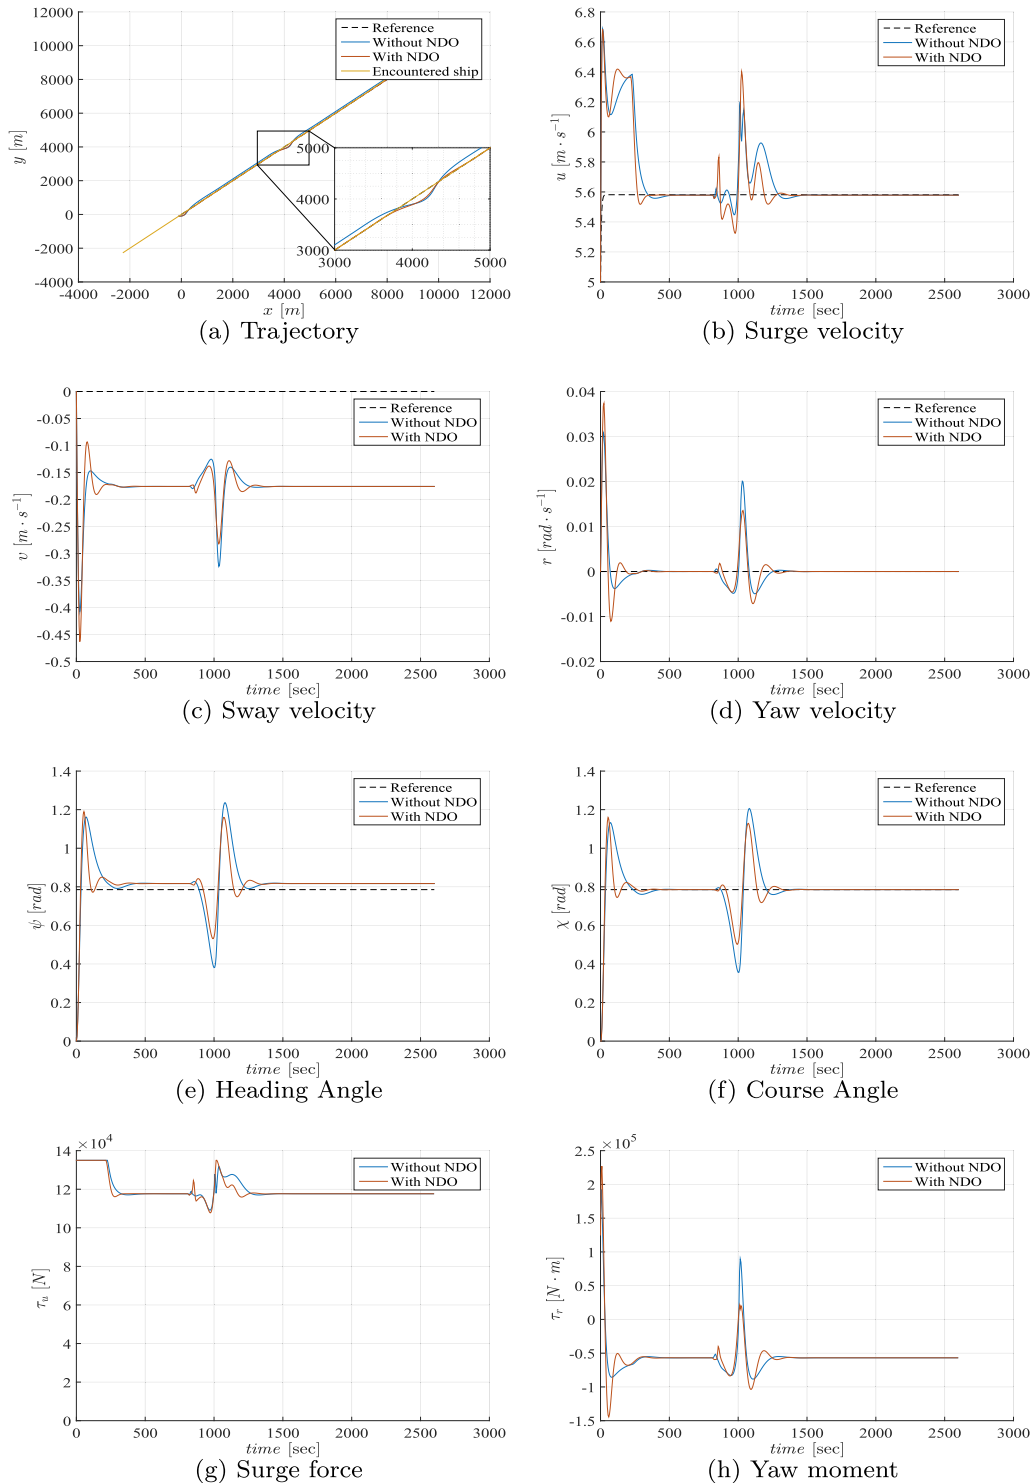 12000
10000
8000
6000
4000
2000
0
-2000
-4000
y [m]
Reference
Without NDO
With NDO
Encountered ship
5000
4000
3000
3000 4000 5000
-4000 -2000 0 2000 4000 6000 8000 10000 12000
x [m]
(a) Trajectory
6.8
6.6
6.4
6.2
6
5.8
5.6
5.4
5.2
5
u [m · s⁻¹]
Reference
Without NDO
With NDO
0 500 1000 1500 2000 2500 3000
time [sec]
(b) Surge velocity
0
-0.05
-0.1
-0.15
-0.2
-0.25
-0.3
-0.35
-0.4
-0.45
-0.5
v [m · s⁻¹]
Reference
Without NDO
With NDO
0 500 1000 1500 2000 2500 3000
time [sec]
(c) Sway velocity
0.04
0.03
0.02
0.01
0
-0.01
-0.02
r [rad · s⁻¹]
Reference
Without NDO
With NDO
0 500 1000 1500 2000 2500 3000
time [sec]
(d) Yaw velocity
1.4
1.2
1
0.8
0.6
0.4
0.2
0
ψ [rad]
Reference
Without NDO
With NDO
0 500 1000 1500 2000 2500 3000
time [sec]
(e) Heading Angle
1.4
1.2
1
0.8
0.6
0.4
0.2
0
χ [rad]
Reference
Without NDO
With NDO
0 500 1000 1500 2000 2500 3000
time [sec]
(f) Course Angle
×10⁴
14
12
10
8
6
4
2
0
τᵤ [N]
Without NDO
With NDO
0 500 1000 1500 2000 2500 3000
time [sec]
(g) Surge force
×10⁵
2.5
2
1.5
1
0.5
0
-0.5
-1
-1.5
τᵣ [N · m]
Without NDO
With NDO
0 500 1000 1500 2000 2500 3000
time [sec]
(h) Yaw moment